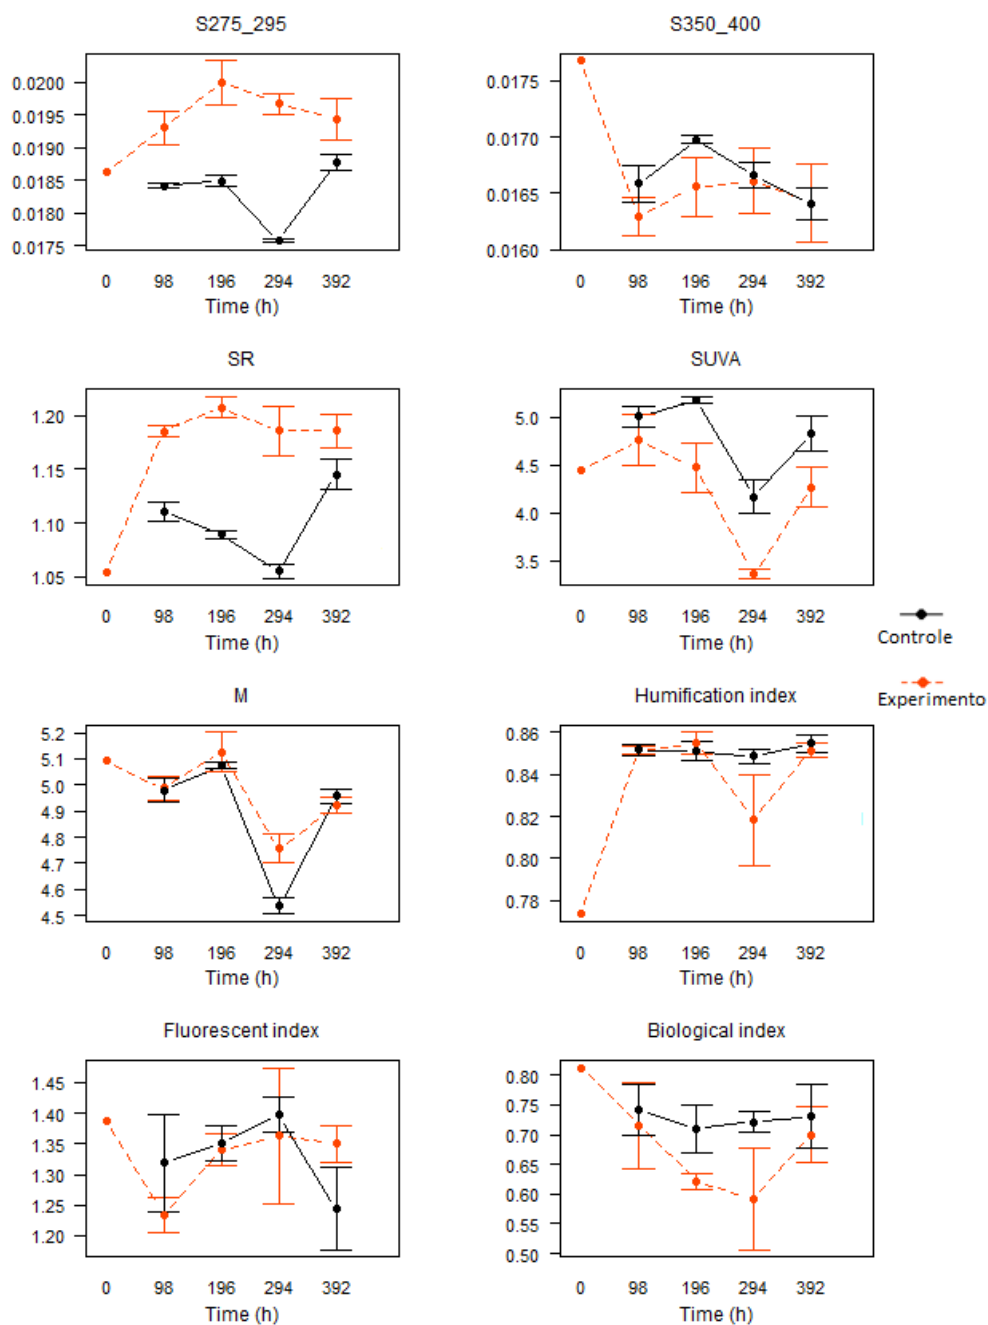 S275_295
0.0200
0.0195
0.0190
0.0185
0.0180
0.0175
0 98 196 294 392
Time (h)
S350_400
0.0175
0.0170
0.0165
0.0160
0 98 196 294 392
Time (h)
SR
1.20
1.15
1.10
1.05
0 98 196 294 392
Time (h)
SUVA
5.0
4.5
4.0
3.5
0 98 196 294 392
Time (h)
Controle
Experimento
M
5.2
5.1
5.0
4.9
4.8
4.7
4.6
4.5
0 98 196 294 392
Time (h)
Humification index
0.86
0.84
0.82
0.80
0.78
0 98 196 294 392
Time (h)
Fluorescent index
1.45
1.40
1.35
1.30
1.25
1.20
0 98 196 294 392
Time (h)
Biological index
0.80
0.75
0.70
0.65
0.60
0.55
0.50
0 98 196 294 392
Time (h)